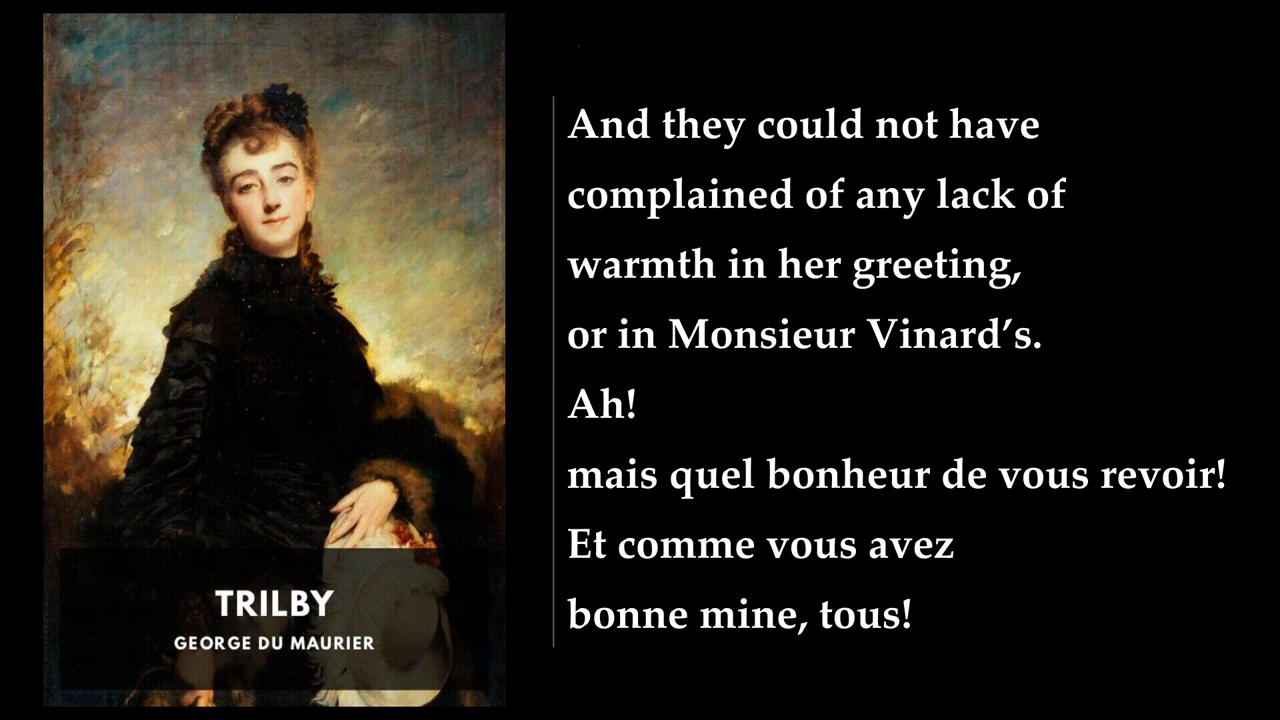 TRILBY
GEORGE DU MAURIER
And they could not have
complained of any lack of
warmth in her greeting,
or in Monsieur Vinard’s.
Ah!
mais quel bonheur de vous revoir!
Et comme vous avez
bonne mine, tous!